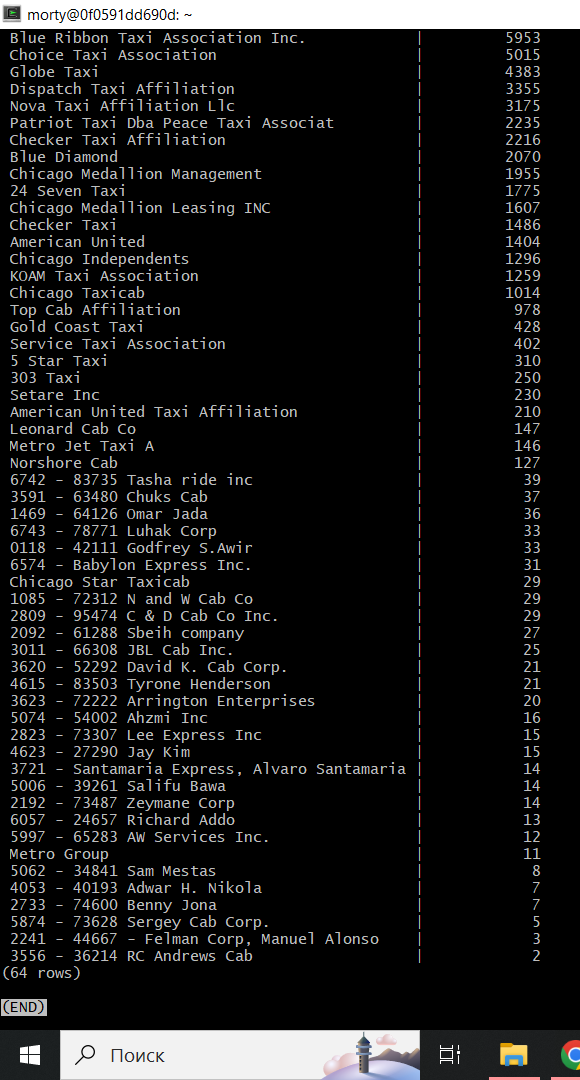 morty@0f0591dd690d: ~
Blue Ribbon Taxi Association Inc. | 5953
Choice Taxi Association | 5015
Globe Taxi | 4383
Dispatch Taxi Affiliation | 3355
Nova Taxi Affiliation Llc | 3175
Patriot Taxi Dba Peace Taxi Associat | 2235
Checker Taxi Affiliation | 2216
Blue Diamond | 2070
Chicago Medallion Management | 1955
24 Seven Taxi | 1775
Chicago Medallion Leasing INC | 1607
Checker Taxi | 1486
American United | 1404
Chicago Independents | 1296
KOAM Taxi Association | 1259
Chicago Taxicab | 1014
Top Cab Affiliation | 978
Gold Coast Taxi | 428
Service Taxi Association | 402
5 Star Taxi | 310
303 Taxi | 250
Setare Inc | 230
American United Taxi Affiliation | 210
Leonard Cab Co | 147
Metro Jet Taxi A | 146
Norshore Cab | 127
6742 - 83735 Tasha ride inc | 39
3591 - 63480 Chuks Cab | 37
1469 - 64126 Omar Jada | 36
6743 - 78771 Luhak Corp | 33
0118 - 42111 Godfrey S.Awir | 33
6574 - Babylon Express Inc. | 31
Chicago Star Taxicab | 29
1085 - 72312 N and W Cab Co | 29
2809 - 95474 C & D Cab Co Inc. | 29
2092 - 61288 Sbeih company | 27
3011 - 66308 JBL Cab Inc. | 25
3620 - 52292 David K. Cab Corp. | 21
4615 - 83503 Tyrone Henderson | 21
3623 - 72222 Arrington Enterprises | 20
5074 - 54002 Ahzmi Inc | 16
2823 - 73307 Lee Express Inc | 15
4623 - 27290 Jay Kim | 15
3721 - Santamaria Express, Alvaro Santamaria | 14
5006 - 39261 Salifu Bawa | 14
2192 - 73487 Zeymane Corp | 14
6057 - 24657 Richard Addo | 13
5997 - 65283 AW Services Inc. | 12
Metro Group | 11
5062 - 34841 Sam Mestas | 8
4053 - 40193 Adwar H. Nikola | 7
2733 - 74600 Benny Jona | 7
5874 - 73628 Sergey Cab Corp. | 5
2241 - 44667 - Felman Corp, Manuel Alonso | 3
3556 - 36214 RC Andrews Cab | 2
(64 rows)
(END)
Поиск